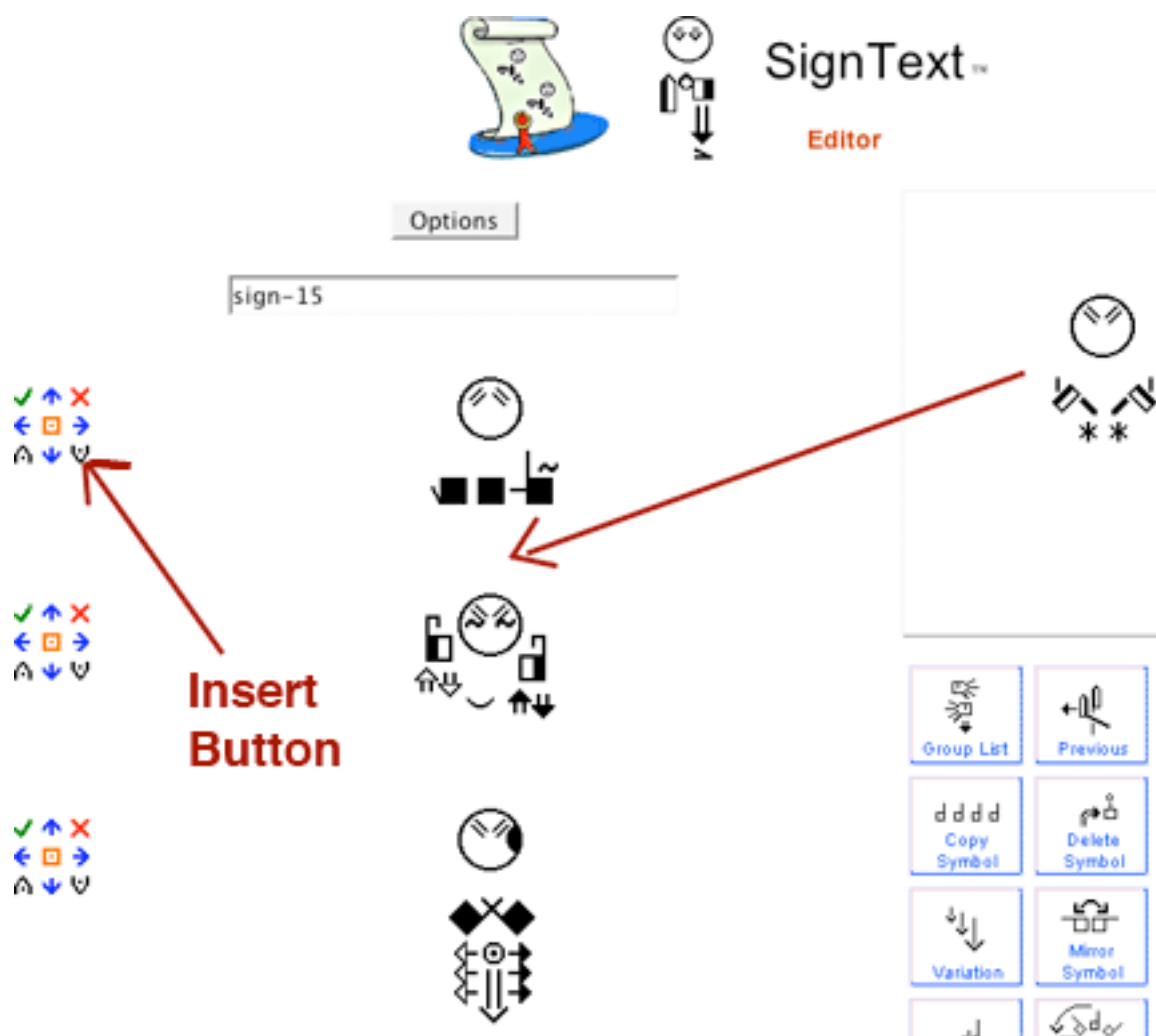 SignText™
Editor
Options
sign-15
Insert
Button
Group List
Previous
Copy
Symbol
Delete
Symbol
Variation
Mirror
Symbol